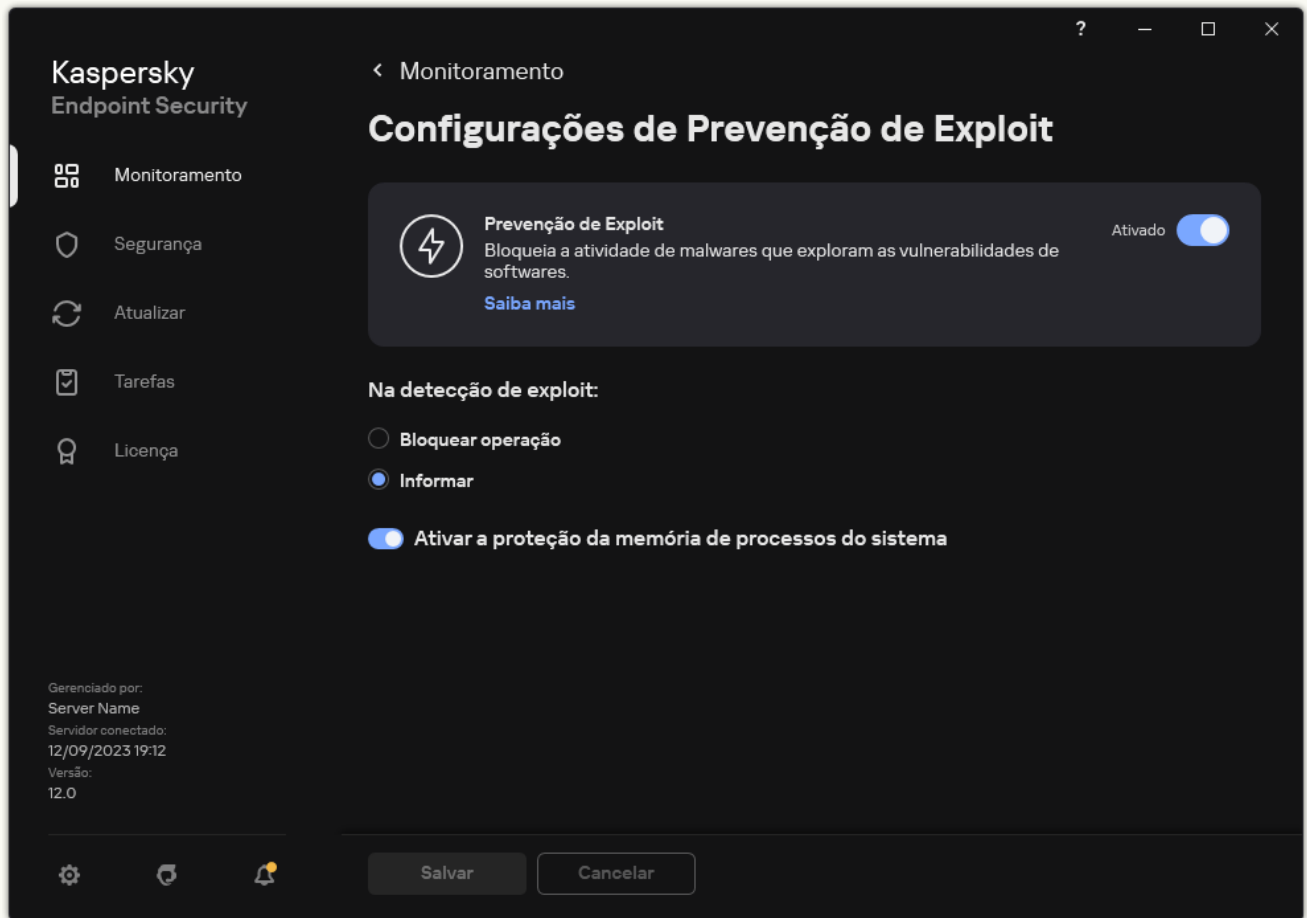 ?
Kaspersky
Endpoint Security
Monitoramento
Segurança
Atualizar
Tarefas
Licença
Gerenciado por:
Server Name
Servidor conectado:
12/09/2023 19:12
Versão:
12.0
Monitoramento
Configurações de Prevenção de Exploit
Prevenção de Exploit
Bloqueia a atividade de malwares que exploram as vulnerabilidades de
softwares.
Saiba mais
Ativado
Na detecção de exploit:
Bloquear operação
Informar
Ativar a proteção da memória de processos do sistema
Salvar
Cancelar